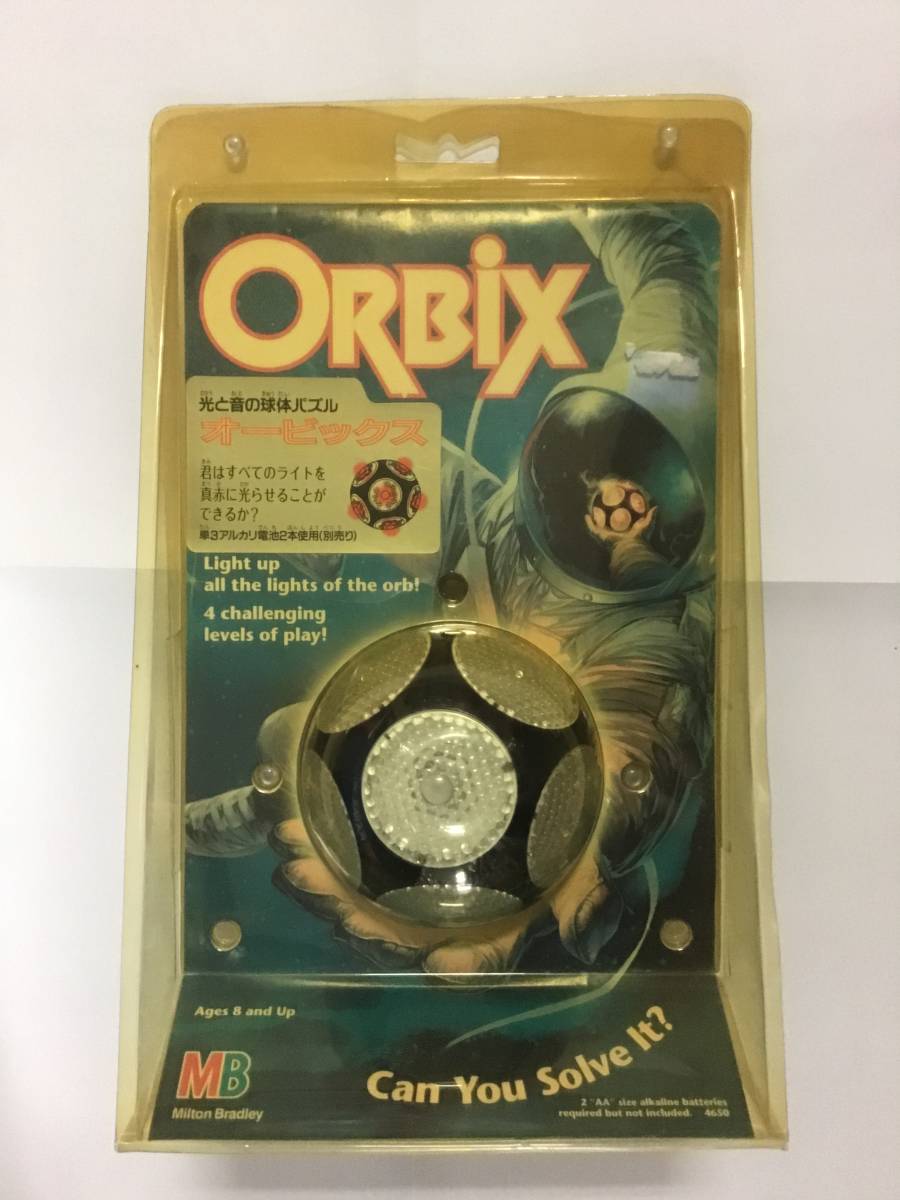 ORBIX
光と音の球体パズル
オービックス
君はすべてのライトを
真赤に光らせることが
できるか?
単3アルカリ電池2本使用(別売り)
Light up
all the lights of the orb!
4 challenging
levels of play!
Ages 8 and Up
MB
Milton Bradley
Can You Solve It?
2 "AA" size alkaline batteries
required but not included. 4650